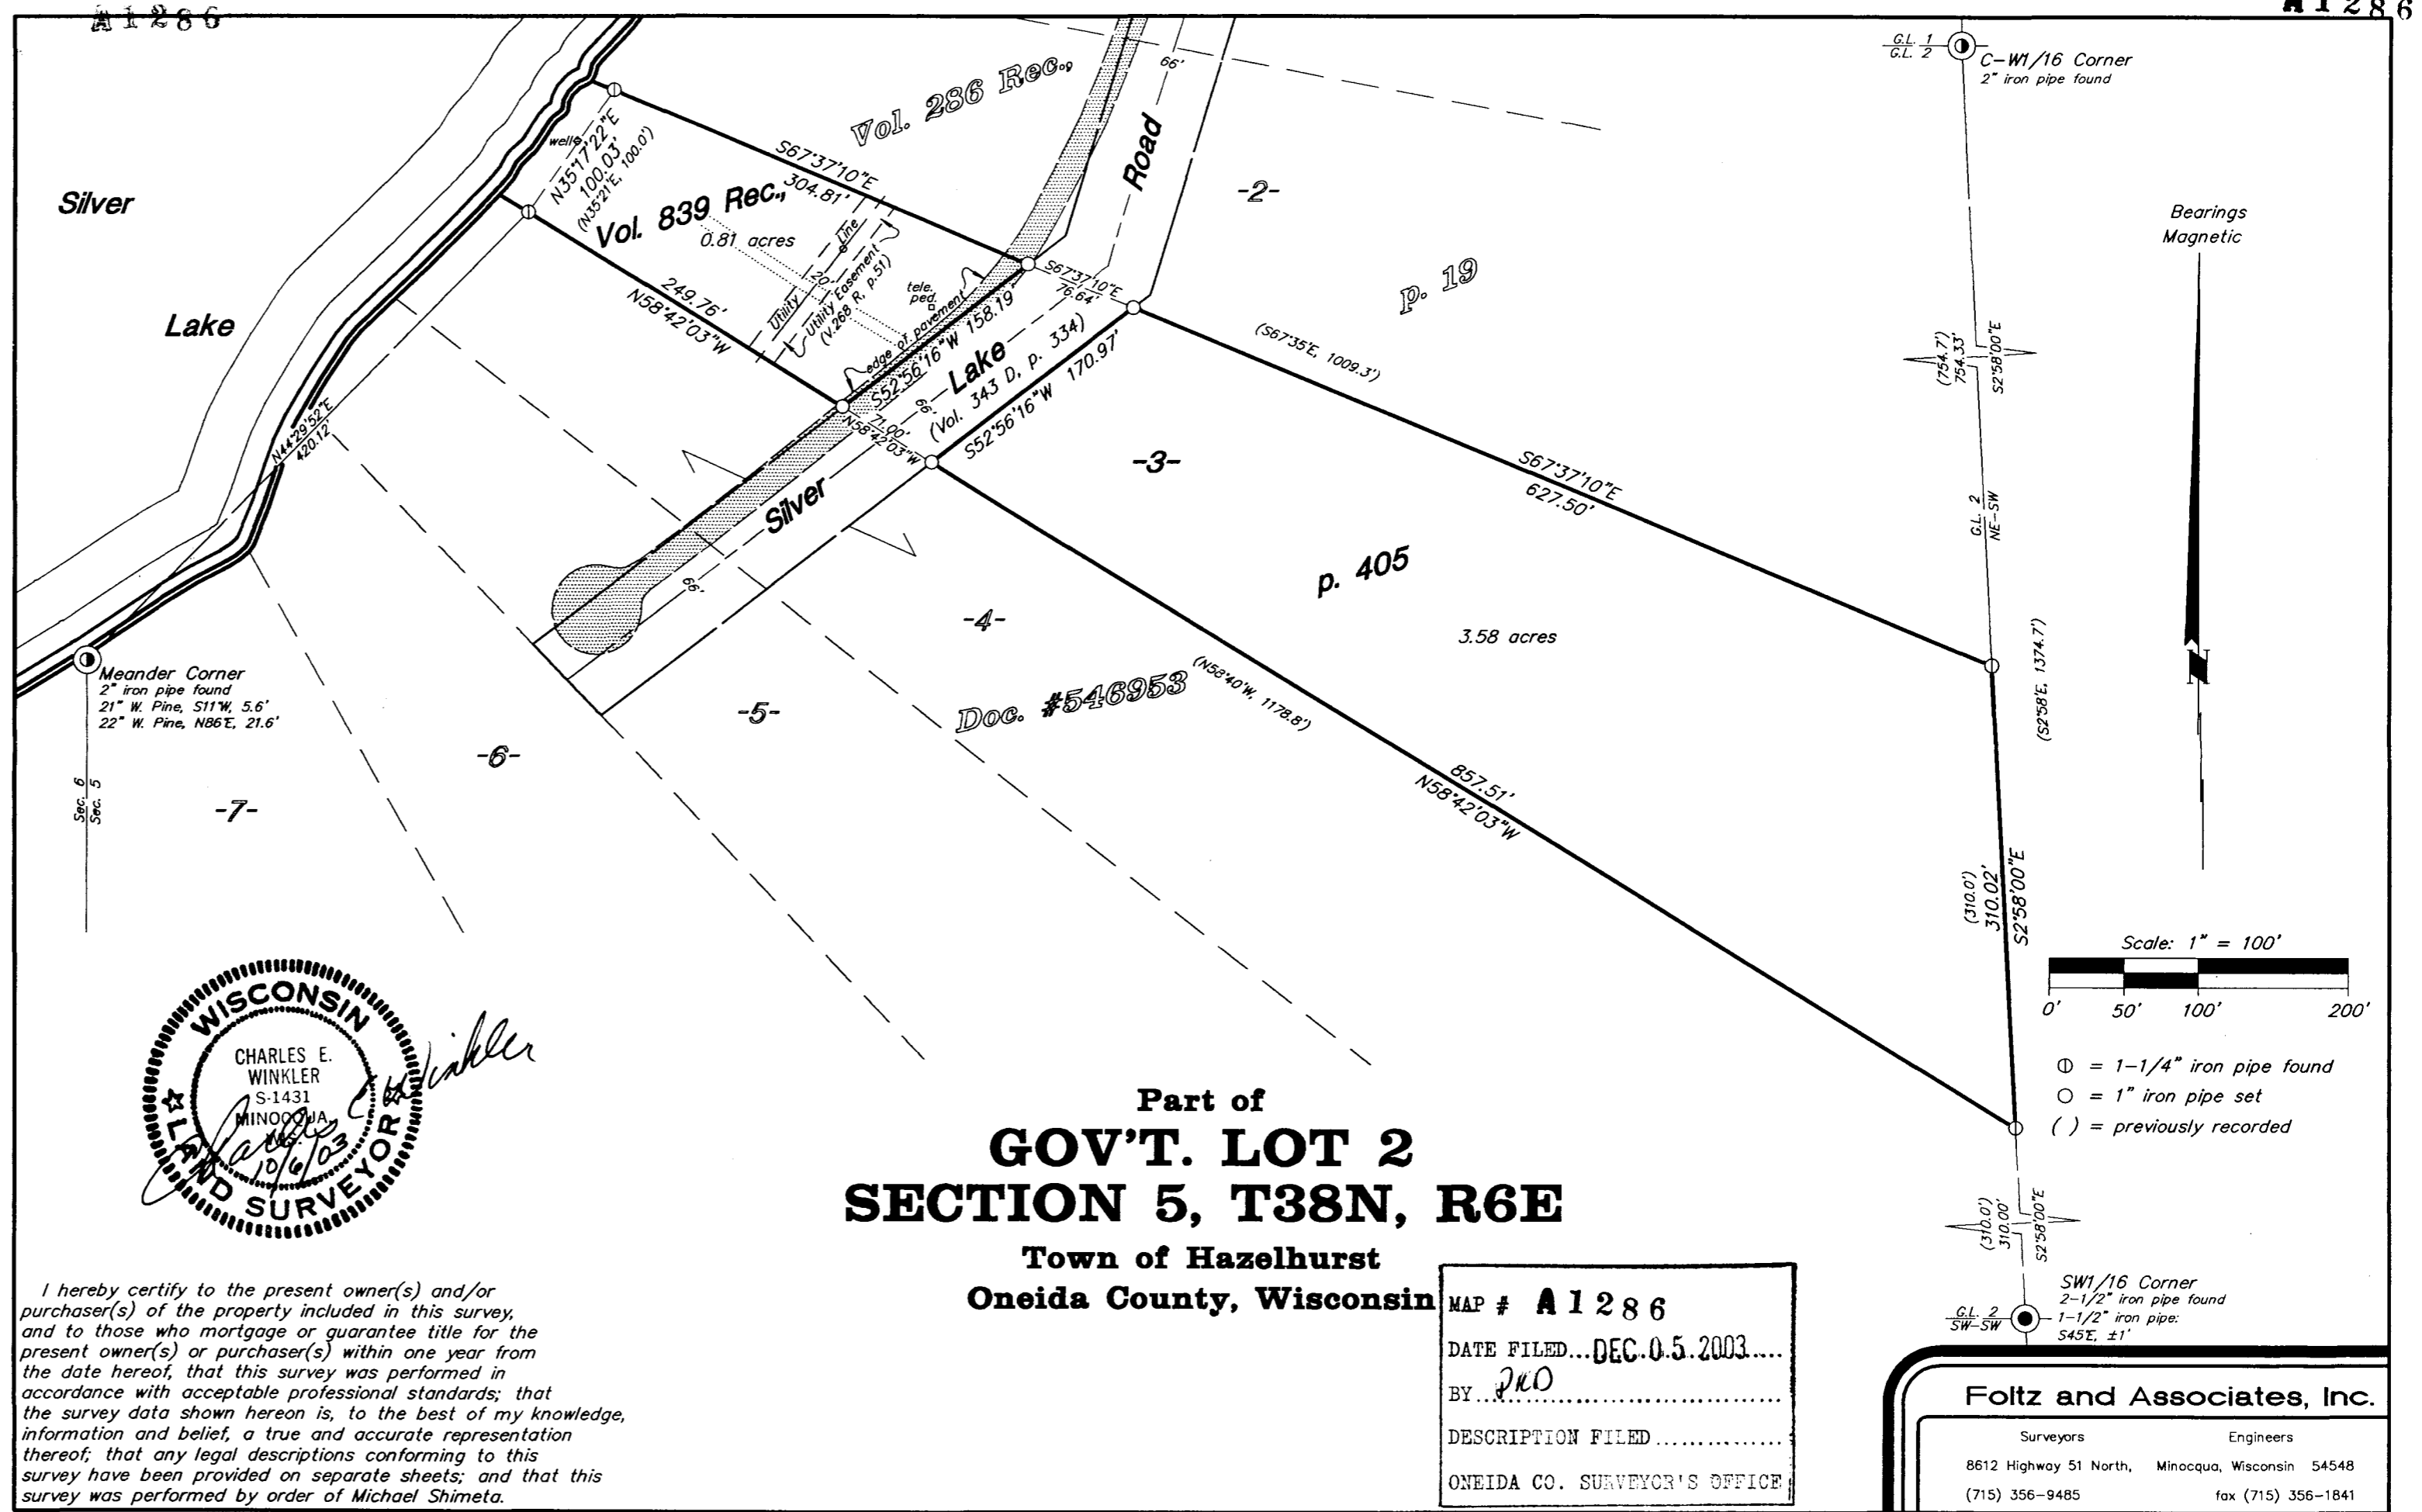 A1286
A1286
G.L. 1
G.L. 2
C-W1/16 Corner
2" iron pipe found
Vol. 286 Rec.,
66'
Road
well
N35°17'22"E
100.03'
(N35°21'E, 100.0')
S67°37'10"E
304.81'
-2-
Silver
Lake
Vol. 839 Rec.,
0.81 acres
Line
Utility
20'
Utility Easement
(V.268 R, p.51)
tele.
ped.
edge of pavement
S52°56'16"W 158.19'
S67°37'10"E
76.64'
249.76'
N58°42'03"W
Lake
(Vol. 343 D, p. 334)
S52°56'16"W 170.97'
66'
71.00'
N58°42'03"W
p. 19
(S67°35'E, 1009.3')
Bearings
Magnetic
(754.7')
754.33'
S2°58'00"E
N44°29'52"E
420.12'
-3-
S67°37'10"E
627.50'
G.L. 2
NE-SW
Silver
66'
p. 405
3.58 acres
-4-
(N58°40'W, 1178.8')
Doc. #546953
(S2°58'E, 1374.7')
N
Meander Corner
2" iron pipe found
21" W. Pine, S11°W, 5.6'
22" W. Pine, N86°E, 21.6'
-5-
-6-
-7-
Sec. 6
Sec. 5
857.51'
N58°42'03"W
(310.0')
310.02'
S2°58'00"E
Scale: 1" = 100'
0' 50' 100' 200'
= 1-1/4" iron pipe found
= 1" iron pipe set
( ) = previously recorded
WISCONSIN
CHARLES E.
WINKLER
S-1431
MINOCQUA,
WIS.
LAND SURVEYOR
Charles E Winkler
10/6/03
Part of
GOV'T. LOT 2
SECTION 5, T38N, R6E
Town of Hazelhurst
Oneida County, Wisconsin
(310.0')
310.00'
S2°58'00"E
SW1/16 Corner
2-1/2" iron pipe found
1-1/2" iron pipe:
S45°E, ±1'
G.L. 2
SW-SW
I hereby certify to the present owner(s) and/or
purchaser(s) of the property included in this survey,
and to those who mortgage or guarantee title for the
present owner(s) or purchaser(s) within one year from
the date hereof, that this survey was performed in
accordance with acceptable professional standards; that
the survey data shown hereon is, to the best of my knowledge,
information and belief, a true and accurate representation
thereof; that any legal descriptions conforming to this
survey have been provided on separate sheets; and that this
survey was performed by order of Michael Shimeta.
MAP # A1286
DATE FILED...DEC.0.5.2003.....
BY....................................
DESCRIPTION FILED ...............
ONEIDA CO. SURVEYOR'S OFFICE
Foltz and Associates, Inc.
Surveyors Engineers
8612 Highway 51 North, Minocqua, Wisconsin 54548
(715) 356-9485 fax (715) 356-1841